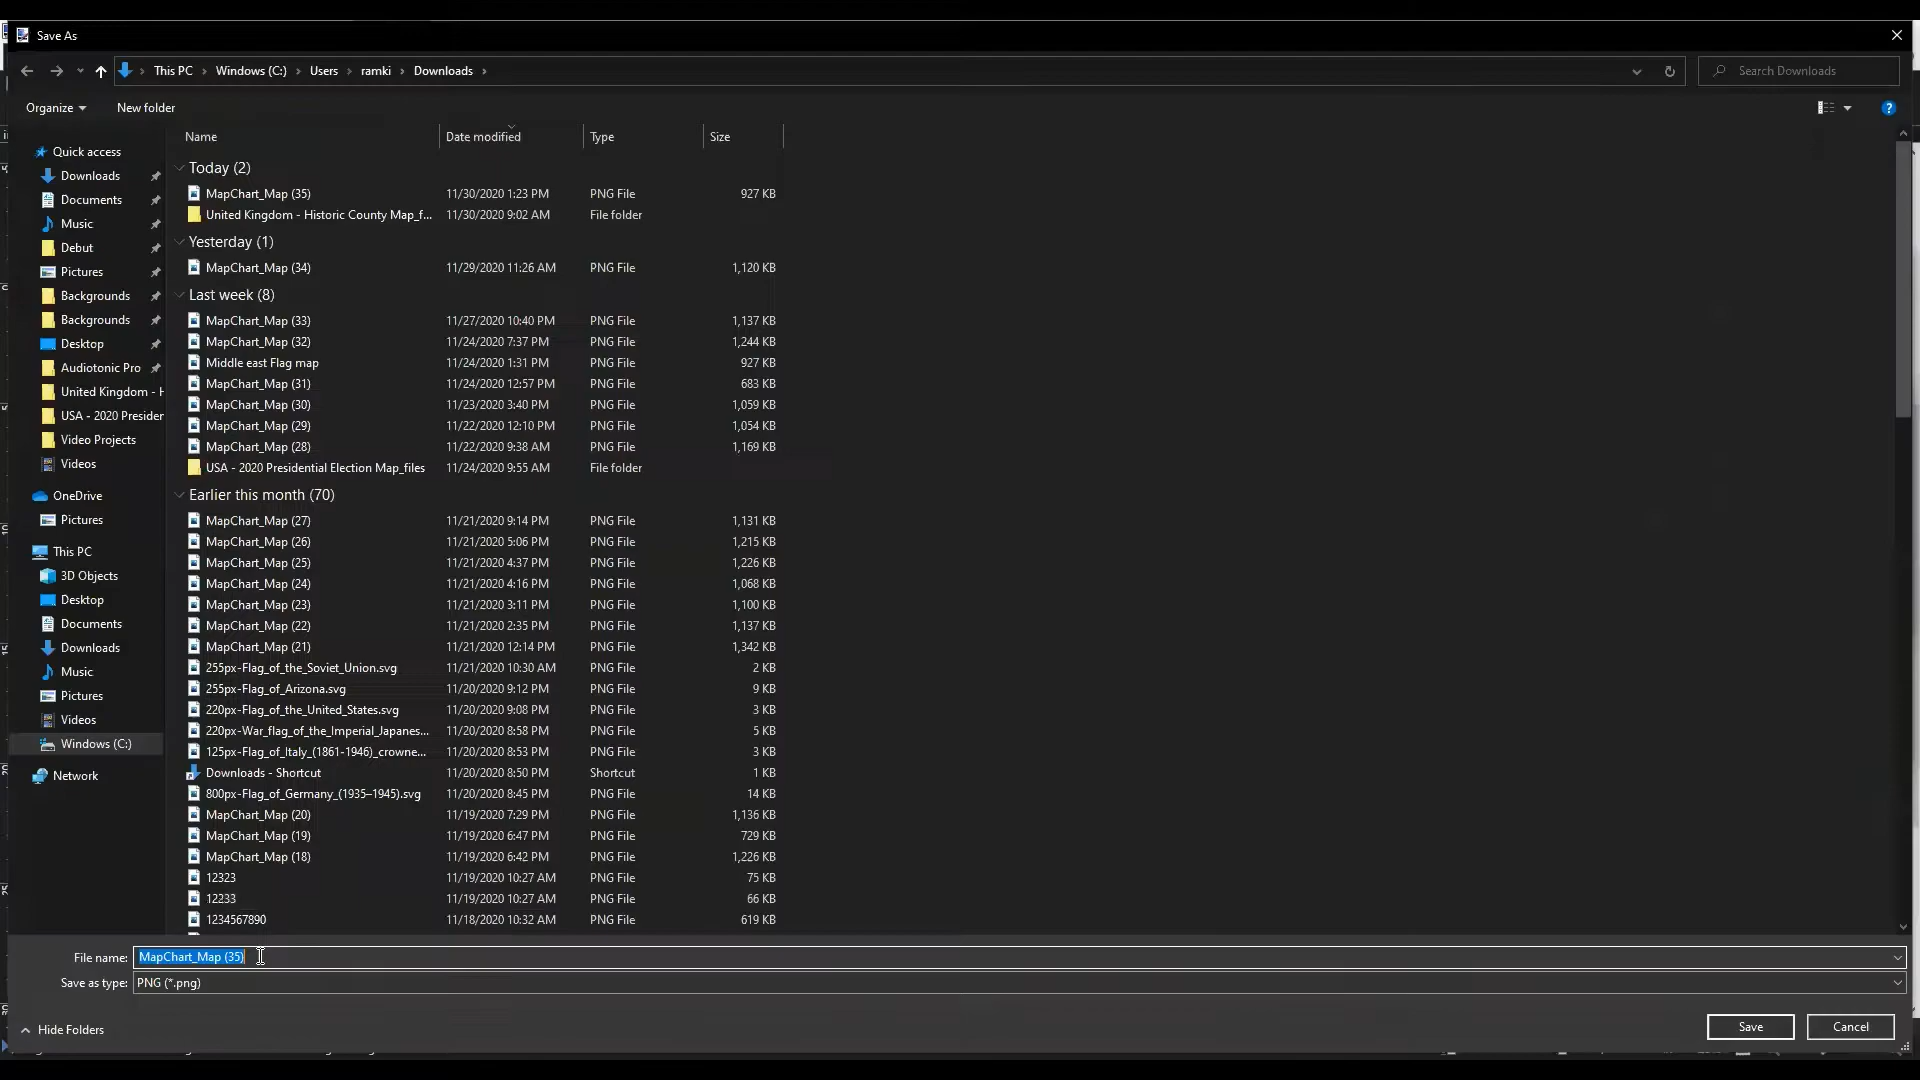 Save As
This PC > Windows (C:) > Users > ramki > Downloads >
Search Downloads
Organize New folder
Name Date modified Type Size
Quick access
Downloads
Documents
Music
Debut
Pictures
Backgrounds
Backgrounds
Desktop
Audiotonic Pro
United Kingdom - H
USA - 2020 Presider
Video Projects
Videos
OneDrive
Pictures
This PC
3D Objects
Desktop
Documents
Downloads
Music
Pictures
Videos
Windows (C:)
Network
Today (2)
MapChart_Map (35) 11/30/2020 1:23 PM PNG File 927 KB
United Kingdom - Historic County Map_f... 11/30/2020 9:02 AM File folder
Yesterday (1)
MapChart_Map (34) 11/29/2020 11:26 AM PNG File 1,120 KB
Last week (8)
MapChart_Map (33) 11/27/2020 10:40 PM PNG File 1,137 KB
MapChart_Map (32) 11/24/2020 7:37 PM PNG File 1,244 KB
Middle east Flag map 11/24/2020 1:31 PM PNG File 927 KB
MapChart_Map (31) 11/24/2020 12:57 PM PNG File 683 KB
MapChart_Map (30) 11/23/2020 3:40 PM PNG File 1,059 KB
MapChart_Map (29) 11/22/2020 12:10 PM PNG File 1,054 KB
MapChart_Map (28) 11/22/2020 9:38 AM PNG File 1,169 KB
USA - 2020 Presidential Election Map_files 11/24/2020 9:55 AM File folder
Earlier this month (70)
MapChart_Map (27) 11/21/2020 9:14 PM PNG File 1,131 KB
MapChart_Map (26) 11/21/2020 5:06 PM PNG File 1,215 KB
MapChart_Map (25) 11/21/2020 4:37 PM PNG File 1,226 KB
MapChart_Map (24) 11/21/2020 4:16 PM PNG File 1,068 KB
MapChart_Map (23) 11/21/2020 3:11 PM PNG File 1,100 KB
MapChart_Map (22) 11/21/2020 2:35 PM PNG File 1,137 KB
MapChart_Map (21) 11/21/2020 12:14 PM PNG File 1,342 KB
255px-Flag_of_the_Soviet_Union.svg 11/21/2020 10:30 AM PNG File 2 KB
255px-Flag_of_Arizona.svg 11/20/2020 9:12 PM PNG File 9 KB
220px-Flag_of_the_United_States.svg 11/20/2020 9:08 PM PNG File 3 KB
220px-War_flag_of_the_Imperial_Japanes... 11/20/2020 8:58 PM PNG File 5 KB
125px-Flag_of_Italy_(1861-1946)_crowne... 11/20/2020 8:53 PM PNG File 3 KB
Downloads - Shortcut 11/20/2020 8:50 PM Shortcut 1 KB
800px-Flag_of_Germany_(1935–1945).svg 11/20/2020 8:45 PM PNG File 14 KB
MapChart_Map (20) 11/19/2020 7:29 PM PNG File 1,136 KB
MapChart_Map (19) 11/19/2020 6:47 PM PNG File 729 KB
MapChart_Map (18) 11/19/2020 6:42 PM PNG File 1,226 KB
12323 11/19/2020 10:27 AM PNG File 75 KB
12233 11/19/2020 10:27 AM PNG File 66 KB
1234567890 11/18/2020 10:32 AM PNG File 619 KB
File name: MapChart_Map (35)
Save as type: PNG (*.png)
Hide Folders
Save Cancel